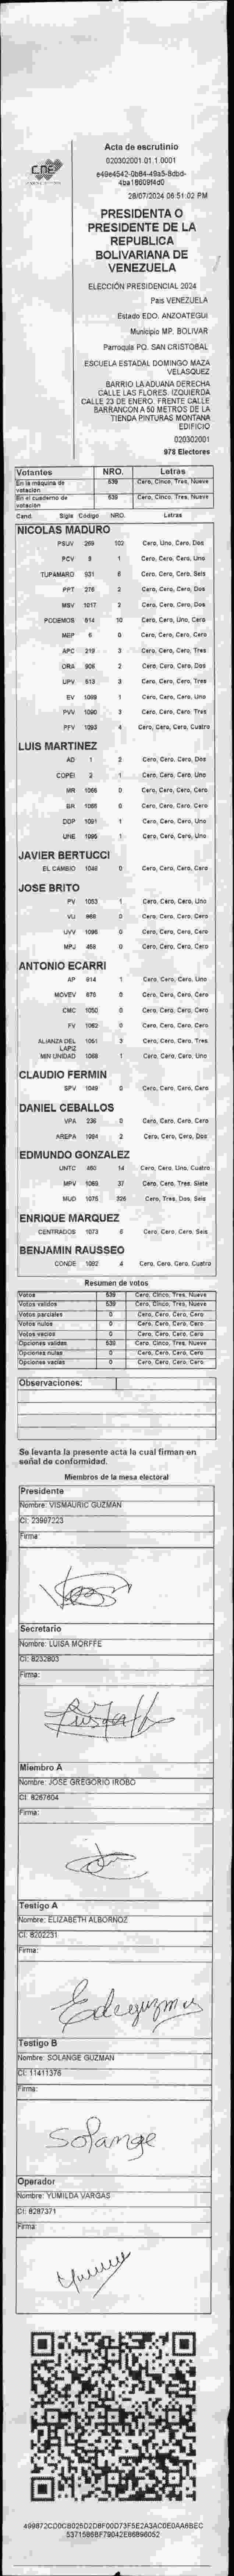 CNE
Acta de escrutinio
020302001.01.1.0001
e49e4542-0b84-49a5-8dbd-
4ba1860091d0
28/07/2024 06:51:02 PM
PRESIDENTA O
PRESIDENTE DE LA
REPUBLICA
BOLIVARIANA DE
VENEZUELA
ELECCIÓN PRESIDENCIAL 2024
Pais VENEZUELA
Estado EDO. ANZOATEGUI
Municipio MP. BOLIVAR
Parroquia PQ. SAN CRISTOBAL
ESCUELA ESTADAL DOMINGO MAZA
VELASQUEZ
BARRIO LA ADUANA DERECHA
CALLE LAS FLORES. IZQUIERDA
CALLE 23 DE ENERO. FRENTE CALLE
BARRANCON A 50 METROS DE LA
TIENDA PINTURAS MONTANA
EDIFICIO
020302001
978 Electores
Votantes NRO. Letras
En la máquina de votación 539 Cero, Cinco, Tres, Nueve
En el cuaderno de votación 539 Cero, Cinco, Tres, Nueve
Cand. Sigla Código NRO. Letras
NICOLAS MADURO
PSUV 269 102 Cero, Uno, Cero, Dos
PCV 9 1 Cero, Cero, Cero, Uno
TUPAMARO 931 6 Cero, Cero, Cero, Seis
PPT 276 2 Cero, Cero, Cero, Dos
MSV 1017 2 Cero, Cero, Cero, Dos
PODEMOS 614 10 Cero, Cero, Uno, Cero
MEP 6 0 Cero, Cero, Cero, Cero
APC 219 3 Cero, Cero, Cero, Tres
ORA 906 2 Cero, Cero, Cero, Dos
UPV 513 3 Cero, Cero, Cero, Tres
EV 1089 1 Cero, Cero, Cero, Uno
PVV 1090 3 Cero, Cero, Cero, Tres
PFV 1093 4 Cero, Cero, Cero, Cuatro
LUIS MARTINEZ
AD 1 2 Cero, Cero, Cero, Dos
COPEI 2 1 Cero, Cero, Cero, Uno
MR 1066 0 Cero, Cero, Cero, Cero
BR 1085 0 Cero, Cero, Cero, Cero
DDP 1091 1 Cero, Cero, Cero, Uno
UNE 1095 1 Cero, Cero, Cero, Uno
JAVIER BERTUCCI
EL CAMBIO 1048 0 Cero, Cero, Cero, Cero
JOSE BRITO
PV 1053 1 Cero, Cero, Cero, Uno
VU 968 0 Cero, Cero, Cero, Cero
UVV 1096 0 Cero, Cero, Cero, Cero
MPJ 458 0 Cero, Cero, Cero, Cero
ANTONIO ECARRI
AP 914 1 Cero, Cero, Cero, Uno
MOVEV 676 0 Cero, Cero, Cero, Cero
CMC 1050 0 Cero, Cero, Cero, Cero
FV 1062 0 Cero, Cero, Cero, Cero
ALIANZA DEL LAPIZ 1051 3 Cero, Cero, Cero, Tres
MIN UNIDAD 1068 1 Cero, Cero, Cero, Uno
CLAUDIO FERMIN
SPV 1049 0 Cero, Cero, Cero, Cero
DANIEL CEBALLOS
VPA 236 0 Cero, Cero, Cero, Cero
AREPA 1094 2 Cero, Cero, Cero, Dos
EDMUNDO GONZALEZ
UNTC 460 14 Cero, Cero, Uno, Cuatro
MPV 1069 37 Cero, Cero, Tres, Siete
MUD 1075 326 Cero, Tres, Dos, Seis
ENRIQUE MARQUEZ
CENTRADOS 1073 6 Cero, Cero, Cero, Seis
BENJAMIN RAUSSEO
CONDE 1092 4 Cero, Cero, Cero, Cuatro
Resumen de votos
Votos 539 Cero, Cinco, Tres, Nueve
Votos validos 539 Cero, Cinco, Tres, Nueve
Votos parciales 0 Cero, Cero, Cero, Cero
Votos nulos 0 Cero, Cero, Cero, Cero
Votos vacios 0 Cero, Cero, Cero, Cero
Opciones validas 539 Cero, Cinco, Tres, Nueve
Opciones nulas 0 Cero, Cero, Cero, Cero
Opciones vacias 0 Cero, Cero, Cero, Cero
Observaciones:
Se levanta la presente acta la cual firman en
señal de conformidad.
Miembros de la mesa electoral
Presidente
Nombre: VISMAURIC GUZMAN
CI: 23997223
Firma:
Secretario
Nombre: LUISA MORFFE
CI: 8232803
Firma:
Miembro A
Nombre: JOSE GREGORIO IROBO
CI: 8267604
Firma:
Testigo A
Nombre: ELIZABETH ALBORNOZ
CI: 8202231
Firma:
Edeguzman
Testigo B
Nombre: SOLANGE GUZMAN
CI: 11411376
Firma:
Solange
Operador
Nombre: YUMILDA VARGAS
CI: 8287371
Firma: